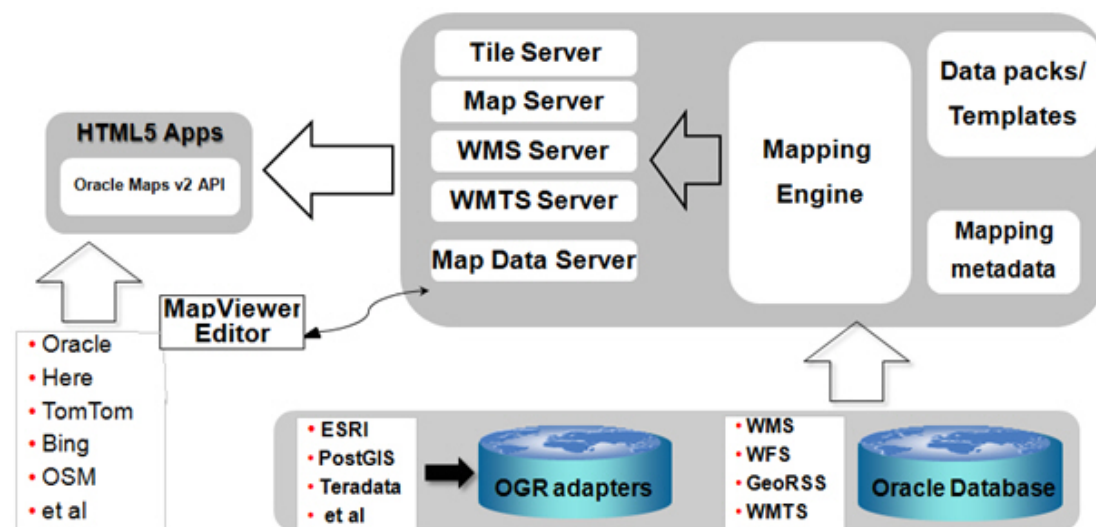 Tile Server
Map Server
WMS Server
WMTS Server
Map Data Server
Mapping
Engine
Data packs/
Templates
Mapping
metadata
HTML5 Apps
Oracle Maps v2 API
MapViewer
Editor
• Oracle
• Here
• TomTom
• Bing
• OSM
• et al
• ESRI
• PostGIS
• Teradata
• et al
OGR adapters
• WMS
• WFS
• GeoRSS
• WMTS
Oracle Database